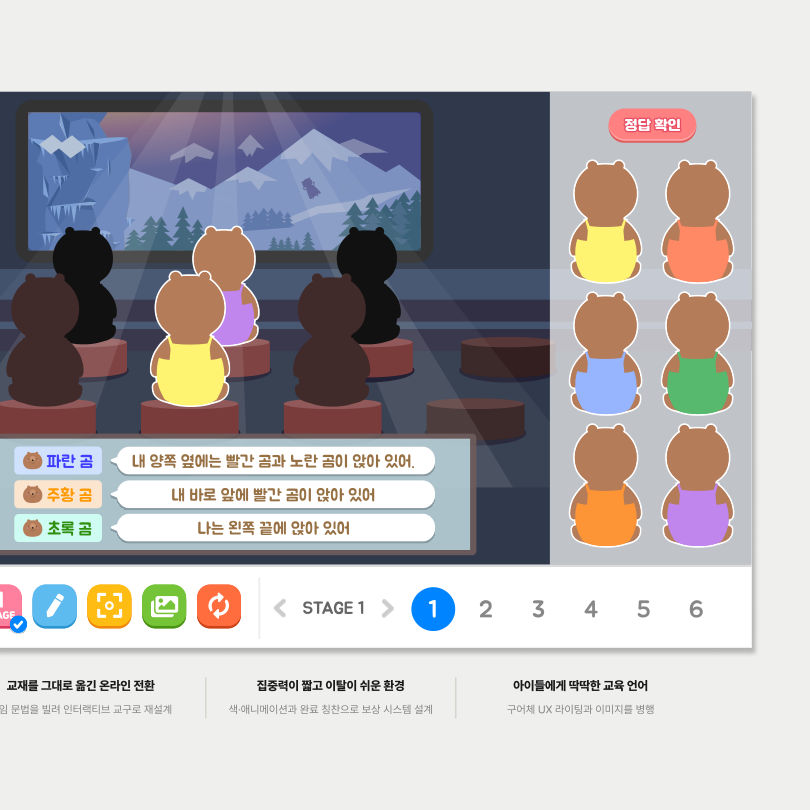 정답 확인
파란 곰
내 양쪽 옆에는 빨간 곰과 노란 곰이 앉아 있어.
주황 곰
내 바로 앞에 빨간 곰이 앉아 있어
초록 곰
나는 왼쪽 끝에 앉아 있어
STAGE 1
1 2 3 4 5 6
교재를 그대로 옮긴 온라인 전환
문법을 빌려 인터랙티브 교구로 재설계
집중력이 짧고 이탈이 쉬운 환경
색·애니메이션과 완료 칭찬으로 보상 시스템 설계
아이들에게 딱딱한 교육 언어
구어체 UX 라이팅과 이미지를 병행